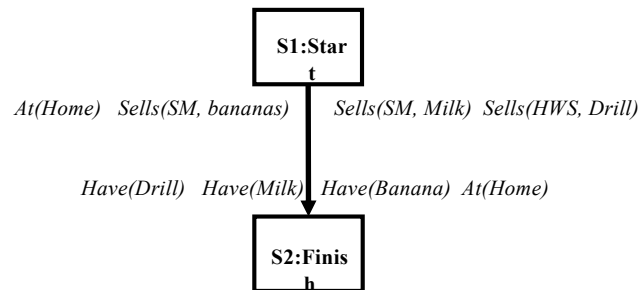 S1:Star
t
At(Home) Sells(SM, bananas) Sells(SM, Milk) Sells(HWS, Drill)
Have(Drill) Have(Milk) Have(Banana) At(Home)
S2:Finis
h